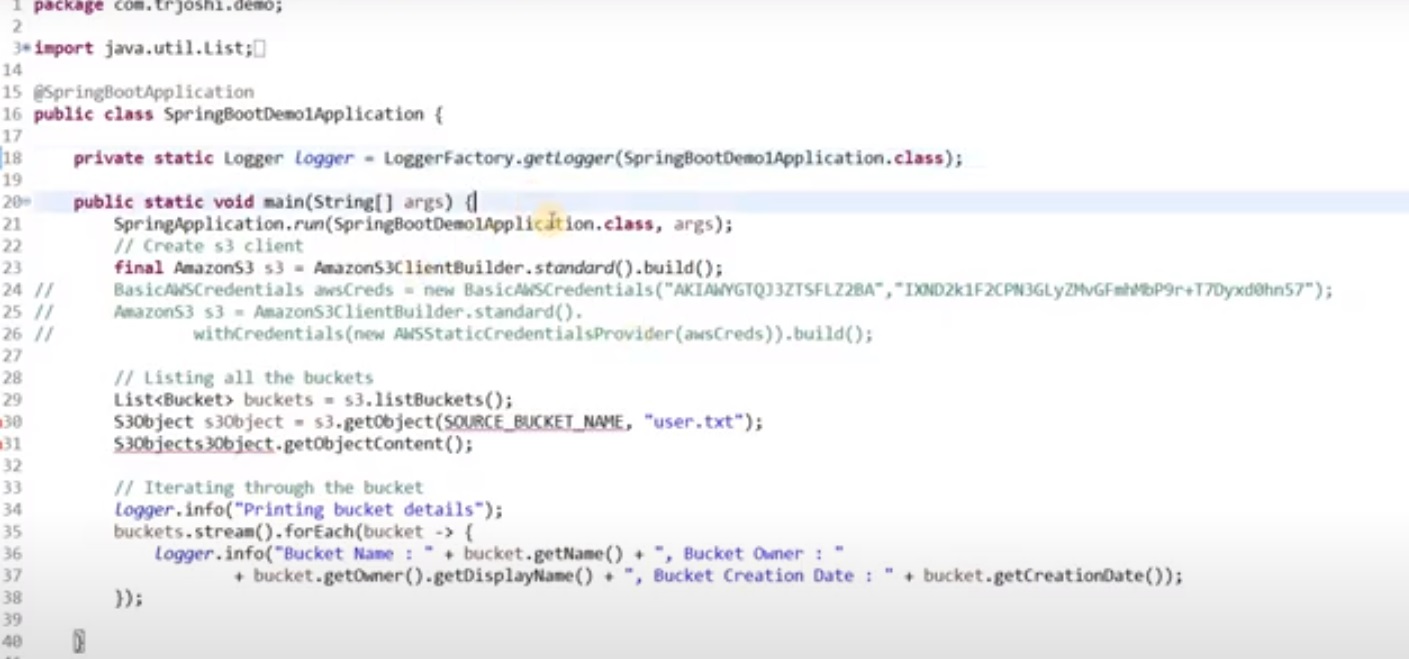 1 package com.trjoshi.demo;
2
3 import java.util.List;
14
15 @SpringBootApplication
16 public class SpringBootDemo1Application {
17
18 private static Logger logger = LoggerFactory.getLogger(SpringBootDemo1Application.class);
19
20 public static void main(String[] args) {
21 SpringApplication.run(SpringBootDemo1Application.class, args);
22 // Create s3 client
23 final AmazonS3 s3 = AmazonS3ClientBuilder.standard().build();
24 // BasicAWSCredentials awsCreds = new BasicAWSCredentials("[credential redacted]","[credential redacted]");
25 // AmazonS3 s3 = AmazonS3ClientBuilder.standard().
26 // withCredentials(new AWSStaticCredentialsProvider(awsCreds)).build();
27
28 // Listing all the buckets
29 List<Bucket> buckets = s3.listBuckets();
30 S3Object s3Object = s3.getObject(SOURCE_BUCKET_NAME, "user.txt");
31 S3Objects3Object.getObjectContent();
32
33 // Iterating through the bucket
34 logger.info("Printing bucket details");
35 buckets.stream().forEach(bucket -> {
36 logger.info("Bucket Name : " + bucket.getName() + ", Bucket Owner : "
37 + bucket.getOwner().getDisplayName() + ", Bucket Creation Date : " + bucket.getCreationDate());
38 });
39
40 }